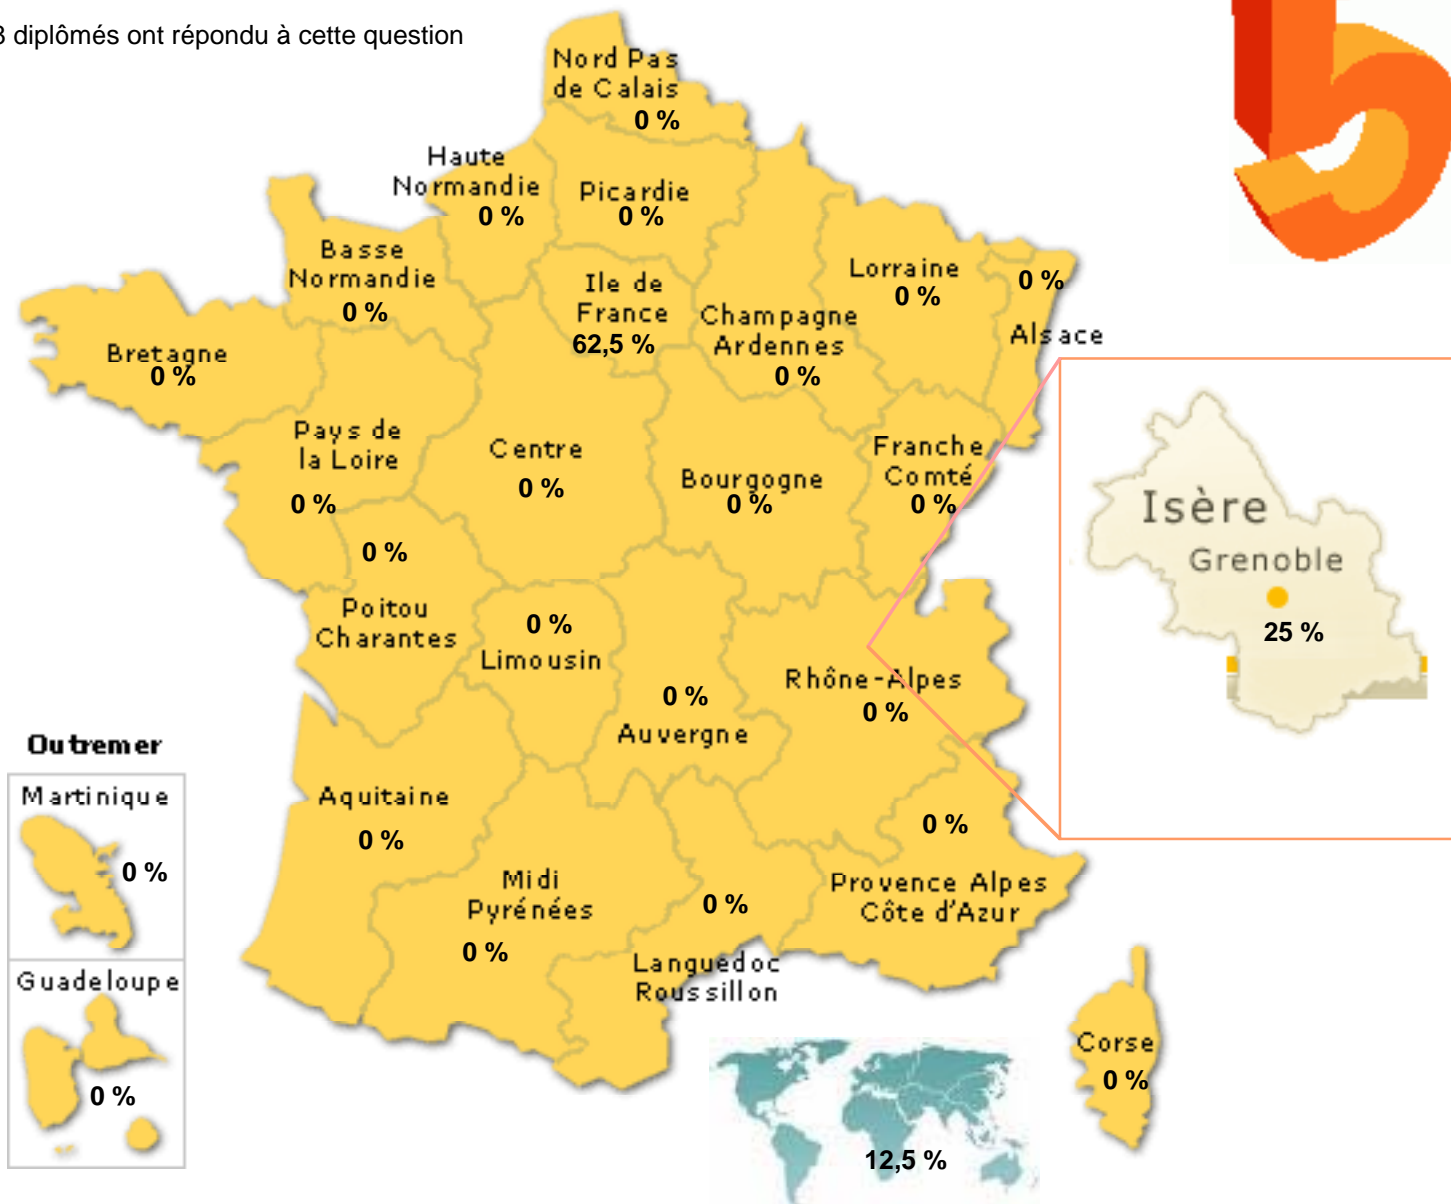 diplômés ont répondu à cette question
Nord Pas
de Calais
0 %
Haute
Normandie
0 %
Picardie
0 %
Basse
Normandie
0 %
Ile de
France
62,5 %
Champagne
Ardennes
0 %
Lorraine
0 %
0 %
Alsace
Bretagne
0 %
Pays de
la Loire
0 %
Centre
0 %
Bourgogne
0 %
Franche
Comté
0 %
Isère
Grenoble
25 %
0 %
Poitou
Charantes
0 %
Limousin
0 %
Auvergne
Rhône-Alpes
0 %
Outremer
Martinique
0 %
Guadeloupe
0 %
Aquitaine
0 %
Midi
Pyrénées
0 %
0 %
Languedoc
Roussillon
0 %
Provence Alpes
Côte d'Azur
Corse
0 %
12,5 %